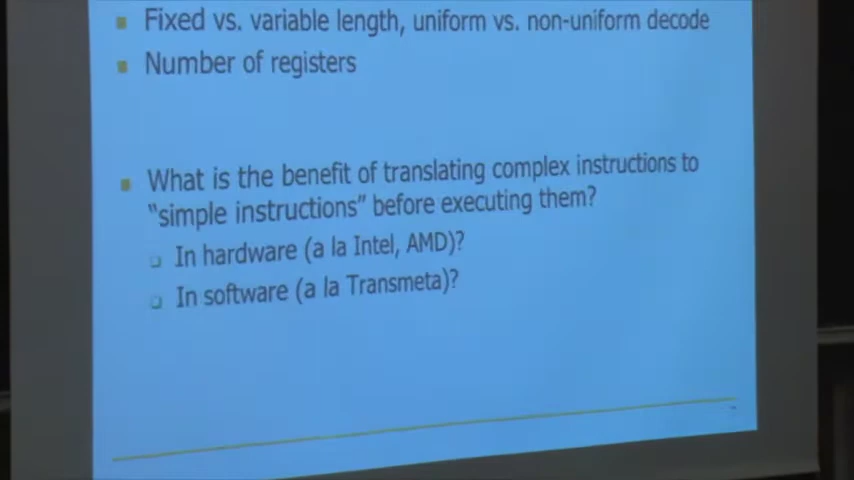 Fixed vs. variable length, uniform vs. non-uniform decode
Number of registers
What is the benefit of translating complex instructions to
"simple instructions" before executing them?
In hardware (a la Intel, AMD)?
In software (a la Transmeta)?